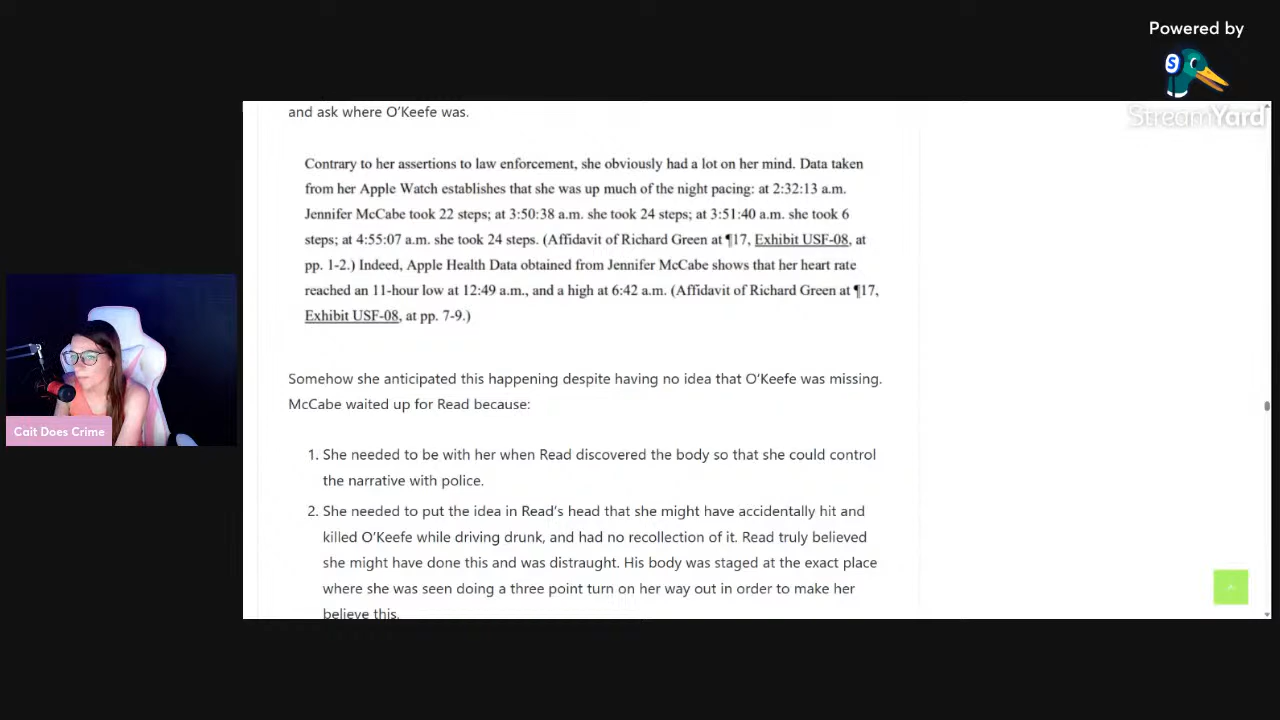 Powered by
S
StreamYard
and ask where O’Keefe was.
Contrary to her assertions to law enforcement, she obviously had a lot on her mind. Data taken
from her Apple Watch establishes that she was up much of the night pacing: at 2:32:13 a.m.
Jennifer McCabe took 22 steps; at 3:50:38 a.m. she took 24 steps; at 3:51:40 a.m. she took 6
steps; at 4:55:07 a.m. she took 24 steps. (Affidavit of Richard Green at ¶17, Exhibit USF-08, at
pp. 1-2.) Indeed, Apple Health Data obtained from Jennifer McCabe shows that her heart rate
reached an 11-hour low at 12:49 a.m., and a high at 6:42 a.m. (Affidavit of Richard Green at ¶17,
Exhibit USF-08, at pp. 7-9.)
Somehow she anticipated this happening despite having no idea that O’Keefe was missing.
McCabe waited up for Read because:
1. She needed to be with her when Read discovered the body so that she could control
the narrative with police.
2. She needed to put the idea in Read’s head that she might have accidentally hit and
killed O’Keefe while driving drunk, and had no recollection of it. Read truly believed
she might have done this and was distraught. His body was staged at the exact place
where she was seen doing a three point turn on her way out in order to make her
believe this.
Cait Does Crime